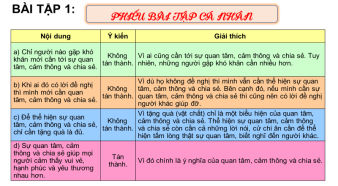 BÀI TẬP 1:
PHIẾU BÀI TẬP CÁ NHÂN
Nội dung
Ý kiến
Giải thích
a) Chỉ người nào gặp khó
khăn mới cần tới sự quan
tâm, cảm thông và chia sẻ.
Không
tán thành.
Vì ai cũng cần tới sự quan tâm, cảm thông và chia sẻ. Tuy
nhiên, những người gặp khó khăn cần nhiều hơn.
b) Khi ai đó có lời đề nghị
thì mình mới cần quan
tâm, cảm thông và chia sẻ.
Không
tán thành.
Vì dù họ không đề nghị thì mình vẫn cần thể hiện sự quan
tâm, cảm thông và chia sẻ. Bên cạnh đó, nếu mình cần sự
quan tâm, cảm thông và chia sẻ thì cũng nên có lời đề nghị
người khác giúp đỡ.
c) Để thể hiện sự quan
tâm, cảm thông và chia sẻ,
chỉ cần tặng quà là đủ.
Không
tán thành.
Vì tặng quà (vật chất) chỉ là một biểu hiện của quan tâm,
cảm thông và chia sẻ. Thể hiện sự quan tâm, cảm thông
và chia sẻ còn cần cả những lời nói, cử chỉ ân cần để thể
hiện tấm lòng thật sự quan tâm, biết nghĩ đến người khác.
d) Sự quan tâm, cảm
thông và chia sẻ giúp mọi
người cảm thấy vui vẻ,
hạnh phúc và yêu thương
nhau hơn.
Tán
thành.
Vì đó chính là ý nghĩa của quan tâm, cảm thông và chia sẻ.